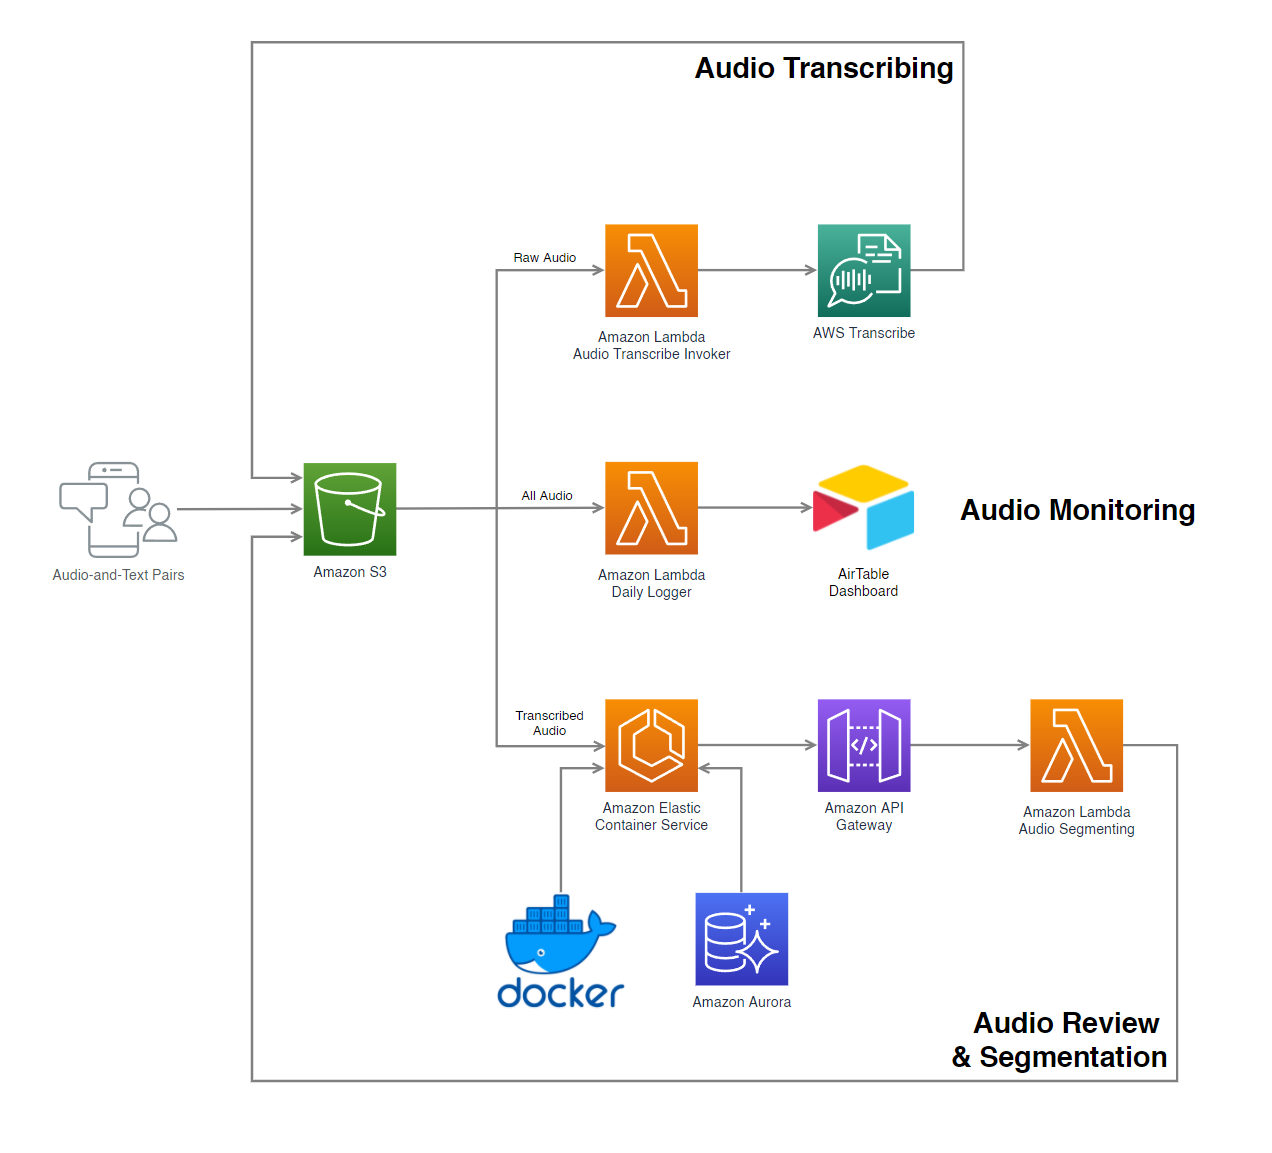 Audio Transcribing
Raw Audio
Amazon Lambda
Audio Transcribe Invoker
AWS Transcribe
Audio-and-Text Pairs
Amazon S3
All Audio
Amazon Lambda
Daily Logger
AirTable
Dashboard
Audio Monitoring
Transcribed
Audio
Amazon Elastic
Container Service
Amazon API
Gateway
</>
Amazon Lambda
Audio Segmenting
docker
Amazon Aurora
Audio Review
& Segmentation